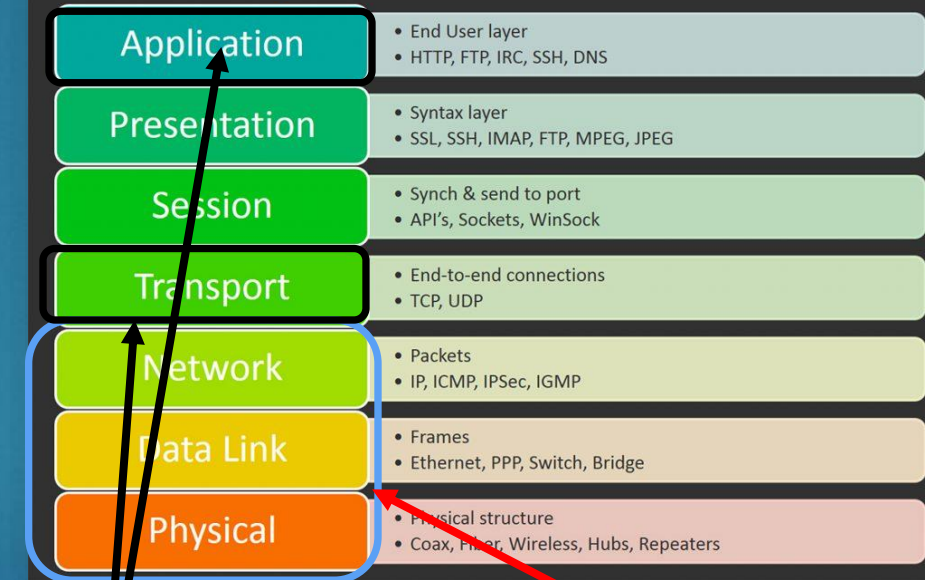 Application
• End User layer
• HTTP, FTP, IRC, SSH, DNS
Presentation
• Syntax layer
• SSL, SSH, IMAP, FTP, MPEG, JPEG
Session
• Synch & send to port
• API's, Sockets, WinSock
Transport
• End-to-end connections
• TCP, UDP
Network
• Packets
• IP, ICMP, IPSec, IGMP
Data Link
• Frames
• Ethernet, PPP, Switch, Bridge
Physical
• Physical structure
• Coax, Fiber, Wireless, Hubs, Repeaters